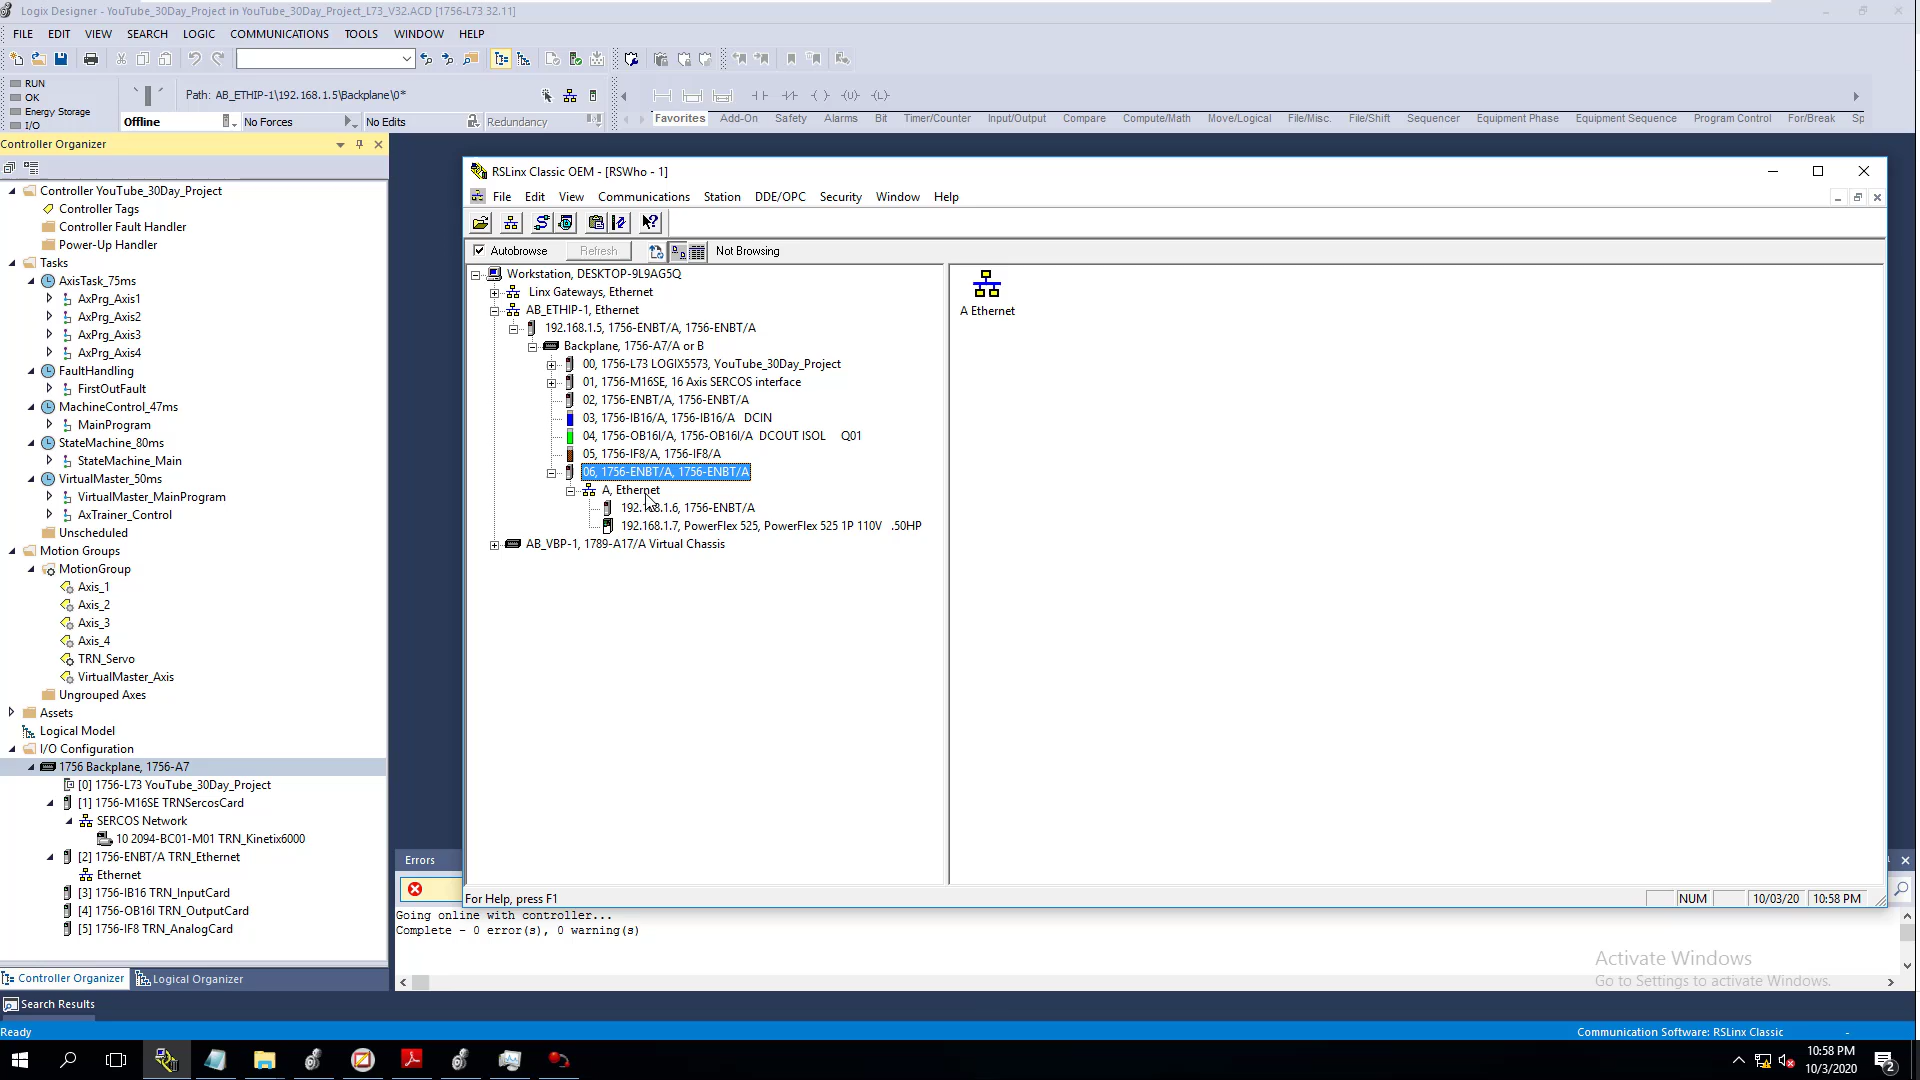 Logix Designer - YouTube_30Day_Project in YouTube_30Day_Project_L73_V32.ACD [1756-L73 32.11]
FILE EDIT VIEW SEARCH LOGIC COMMUNICATIONS TOOLS WINDOW HELP
RUN
OK
Energy Storage
I/O
Path: AB_ETHIP-1\192.168.1.5\Backplane\0*
Offline No Forces No Edits Redundancy
Favorites Add-On Safety Alarms Bit Timer/Counter Input/Output Compare Compute/Math Move/Logical File/Misc. File/Shift Sequencer Equipment Phase Equipment Sequence Program Control For/Break Sp
Controller Organizer
Controller YouTube_30Day_Project
Controller Tags
Controller Fault Handler
Power-Up Handler
Tasks
AxisTask_75ms
AxPrg_Axis1
AxPrg_Axis2
AxPrg_Axis3
AxPrg_Axis4
FaultHandling
FirstOutFault
MachineControl_47ms
MainProgram
StateMachine_80ms
StateMachine_Main
VirtualMaster_50ms
VirtualMaster_MainProgram
AxTrainer_Control
Unscheduled
Motion Groups
MotionGroup
Axis_1
Axis_2
Axis_3
Axis_4
TRN_Servo
VirtualMaster_Axis
Ungrouped Axes
Assets
Logical Model
I/O Configuration
1756 Backplane, 1756-A7
[0] 1756-L73 YouTube_30Day_Project
[1] 1756-M16SE TRNSercosCard
SERCOS Network
10 2094-BC01-M01 TRN_Kinetix6000
[2] 1756-ENBT/A TRN_Ethernet
Ethernet
[3] 1756-IB16 TRN_InputCard
[4] 1756-OB16I TRN_OutputCard
[5] 1756-IF8 TRN_AnalogCard
Controller Organizer Logical Organizer
Search Results
Ready
RSLinx Classic OEM - [RSWho - 1]
File Edit View Communications Station DDE/OPC Security Window Help
Autobrowse Refresh Not Browsing
Workstation, DESKTOP-9L9AG5Q
Linx Gateways, Ethernet
AB_ETHIP-1, Ethernet
192.168.1.5, 1756-ENBT/A, 1756-ENBT/A
Backplane, 1756-A7/A or B
00, 1756-L73 LOGIX5573, YouTube_30Day_Project
01, 1756-M16SE, 16 Axis SERCOS interface
02, 1756-ENBT/A, 1756-ENBT/A
03, 1756-IB16/A, 1756-IB16/A DCIN
04, 1756-OB16I/A, 1756-OB16I/A DCOUT ISOL Q01
05, 1756-IF8/A, 1756-IF8/A
06, 1756-ENBT/A, 1756-ENBT/A
A, Ethernet
192.168.1.6, 1756-ENBT/A
192.168.1.7, PowerFlex 525, PowerFlex 525 1P 110V .50HP
AB_VBP-1, 1789-A17/A Virtual Chassis
A Ethernet
For Help, press F1
NUM 10/03/20 10:58 PM
Errors
Going online with controller...
Complete - 0 error(s), 0 warning(s)
Activate Windows
Go to Settings to activate Windows.
Communication Software: RSLinx Classic
10:58 PM
10/3/2020
2